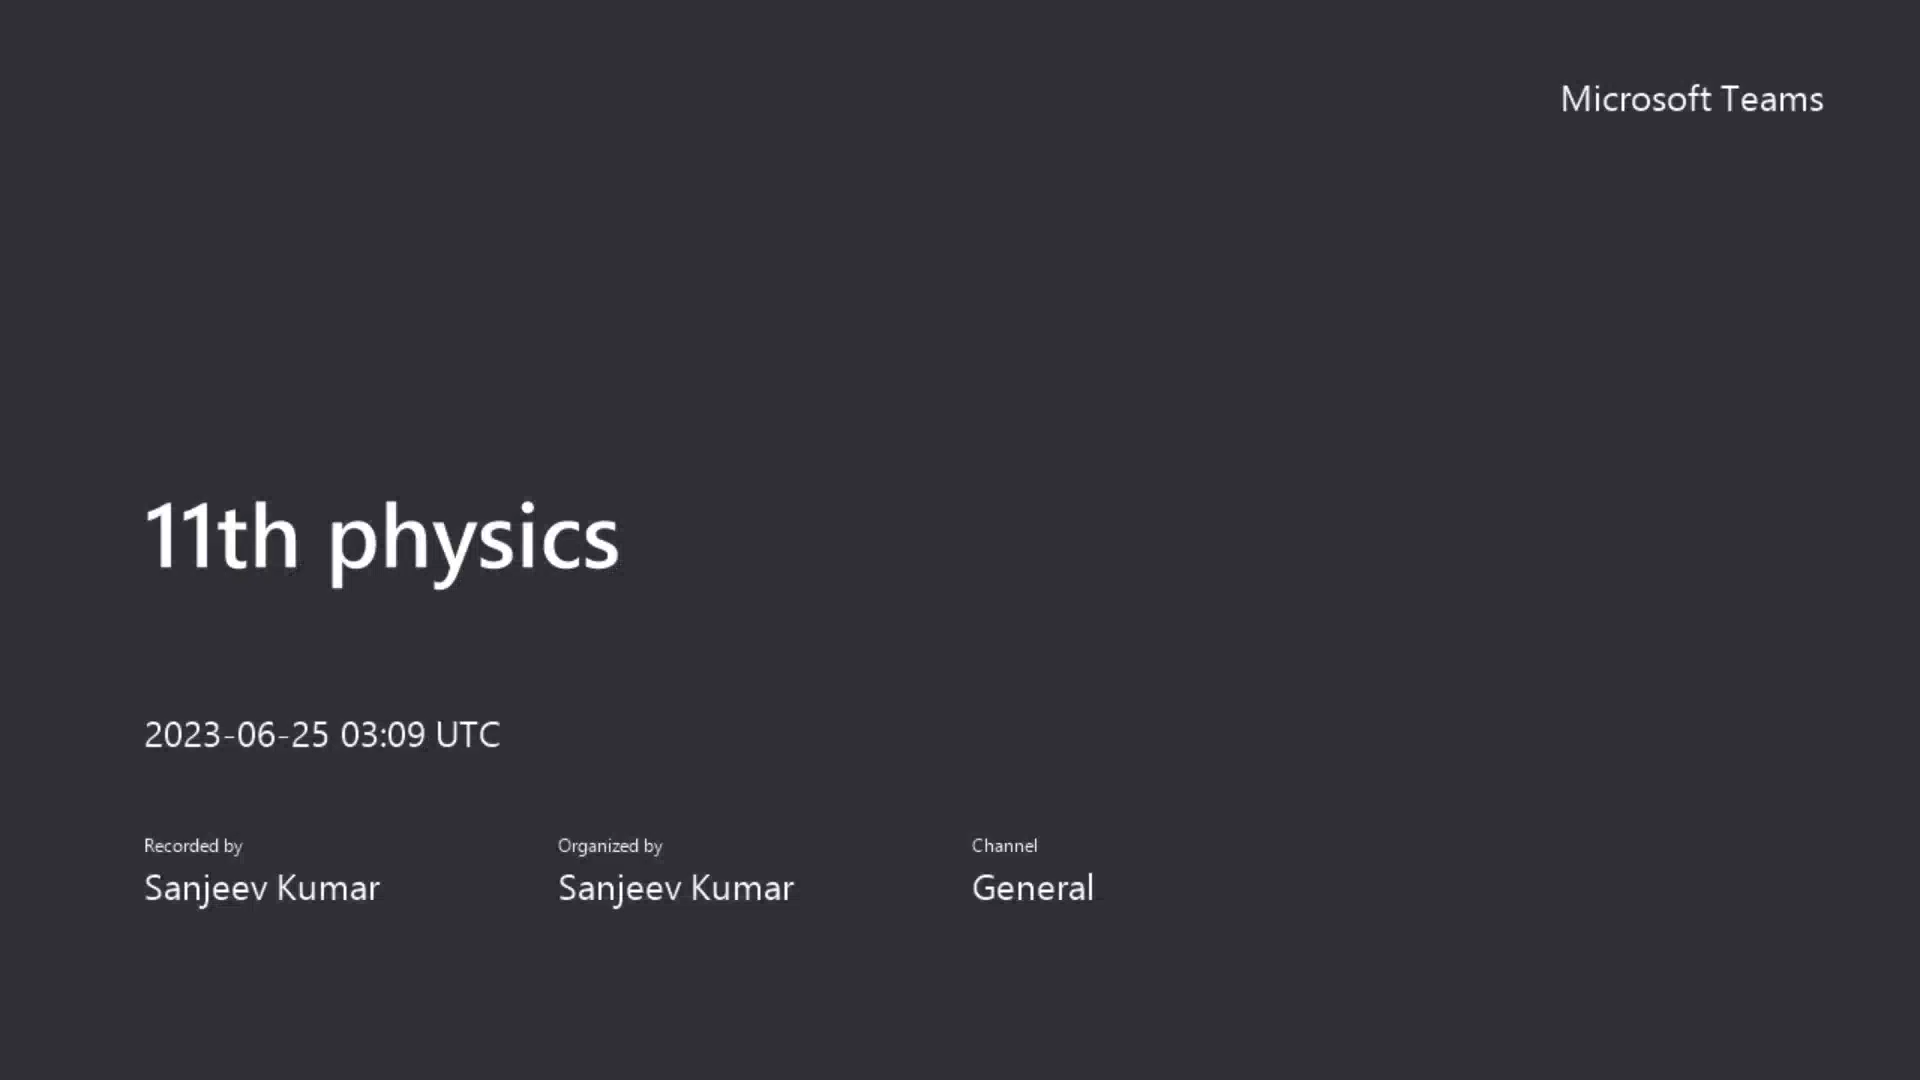 Microsoft Teams
11th physics
2023-06-25 03:09 UTC
Recorded by
Sanjeev Kumar
Organized by
Sanjeev Kumar
Channel
General